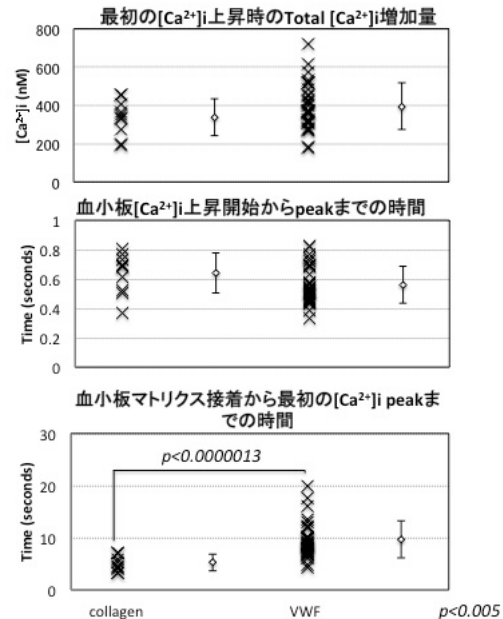 最初の[Ca²⁺]i上昇時のTotal [Ca²⁺]i増加量
800
600
400
200
0
[Ca²⁺]i (nM)
血小板[Ca²⁺]i上昇開始からpeakまでの時間
1
0.8
0.6
0.4
0.2
0
Time (seconds)
血小板マトリクス接着から最初の[Ca²⁺]i peakま
での時間
30
20
10
0
Time (seconds)
p<0.0000013
collagen VWF p<0.005